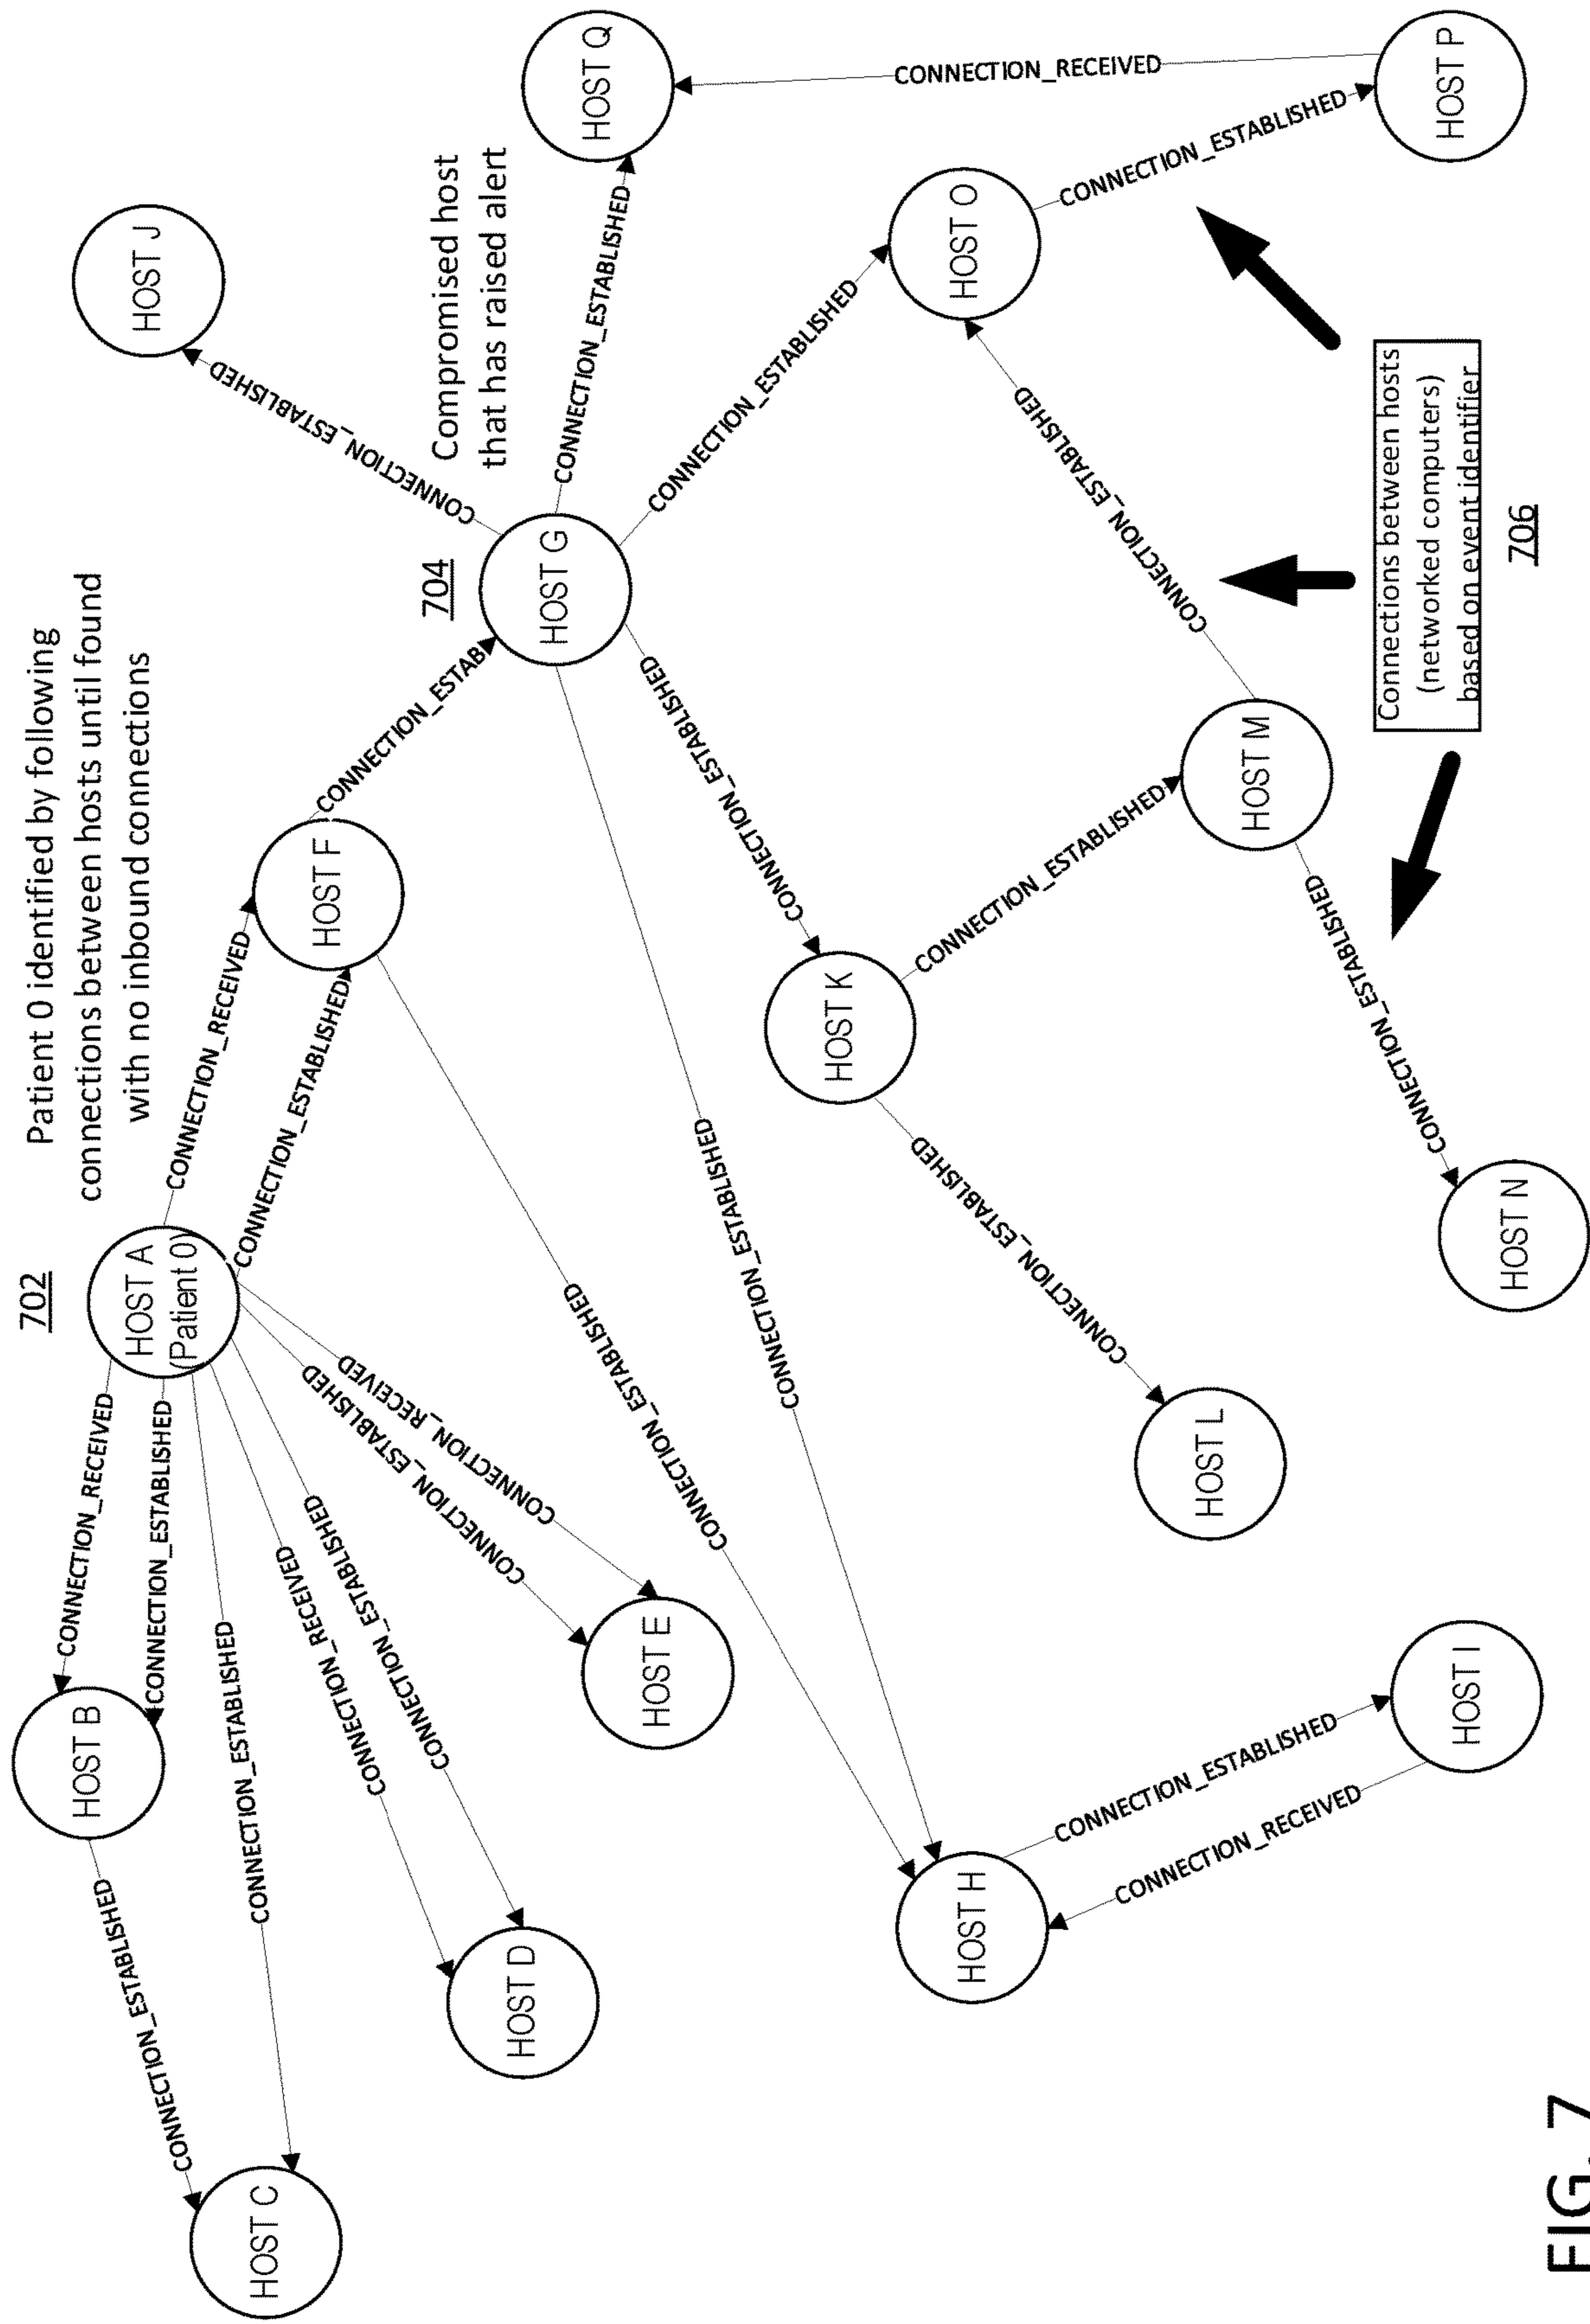 702
Patient 0 identified by following
connections between hosts until found
with no inbound connections
HOST A
(Patient 0)
CONNECTION_RECEIVED
CONNECTION_ESTABLISHED
HOST B
CONNECTION_ESTABLISHED
HOST C
CONNECTION_ESTABLISHED
CONNECTION_RECEIVED
CONNECTION_ESTABLISHED
HOST D
CONNECTION_ESTABLISHED
CONNECTION_RECEIVED
HOST E
CONNECTION_RECEIVED
CONNECTION_ESTABLISHED
HOST F
CONNECTION_ESTAB
CONNECTION_ESTABLISHED
704
HOST G
Compromised host
that has raised alert
CONNECTION_ESTABLISHED
HOST J
CONNECTION_ESTABLISHED
HOST Q
CONNECTION_ESTABLISHED
HOST O
CONNECTION_ESTABLISHED
CONNECTION_ESTABLISHED
HOST H
CONNECTION_ESTABLISHED
CONNECTION_RECEIVED
HOST I
HOST K
CONNECTION_ESTABLISHED
HOST L
CONNECTION_ESTABLISHED
HOST M
CONNECTION_ESTABLISHED
CONNECTION_ESTABLISHED
HOST N
CONNECTION_ESTABLISHED
CONNECTION_RECEIVED
HOST P
Connections between hosts
(networked computers)
based on event identifier
706
FIG. 7